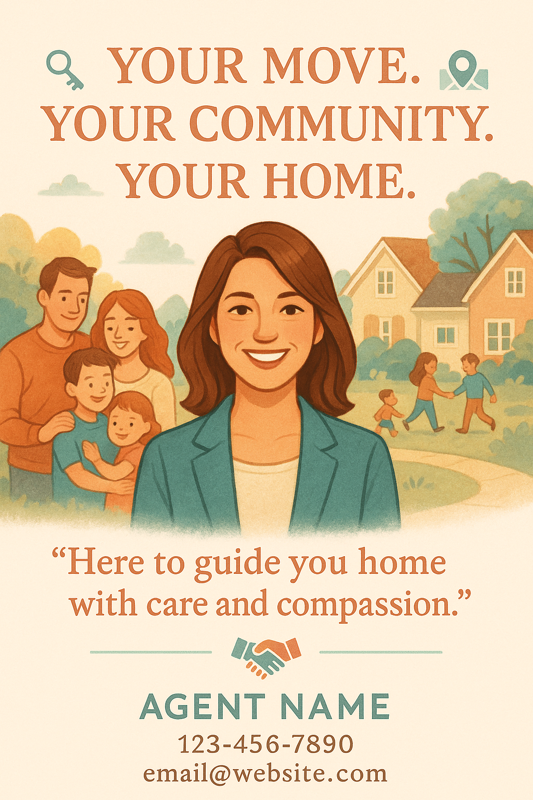 YOUR MOVE.
YOUR COMMUNITY.
YOUR HOME.
“Here to guide you home
with care and compassion.”
AGENT NAME
123-456-7890
email@website.com